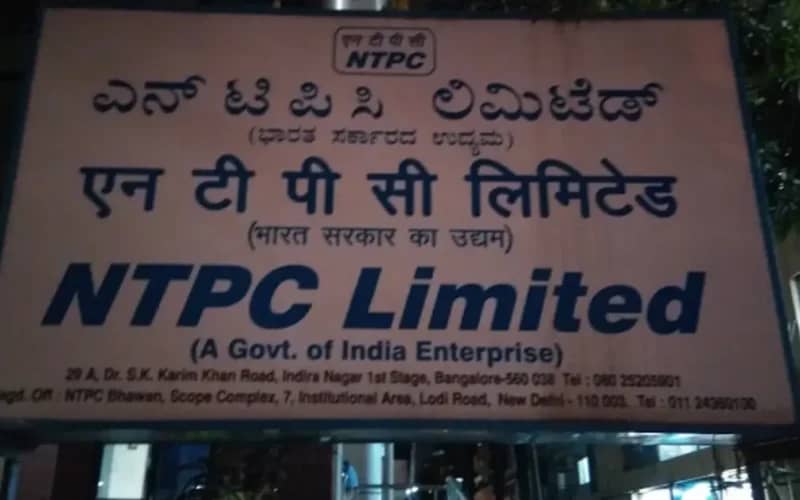 एन टी पी सी
NTPC
ಎನ್ ಟಿ ಪಿ ಸಿ ಲಿಮಿಟೆಡ್
(ಭಾರತ ಸರ್ಕಾರದ ಉದ್ಯಮ)
एन टी पी सी लिमिटेड
(भारत सरकार का उद्यम)
NTPC Limited
(A Govt. of India Enterprise)
29 A, Dr. S.K. Karim Khan Road, Indira Nagar 1st Stage, Bangalore-560 038 Tel : 080 25205901
egd. Off : NTPC Bhawan, Scope Complex, 7, Institutional Area, Lodi Road, New Delhi - 110 003. Tel : 011 24360100